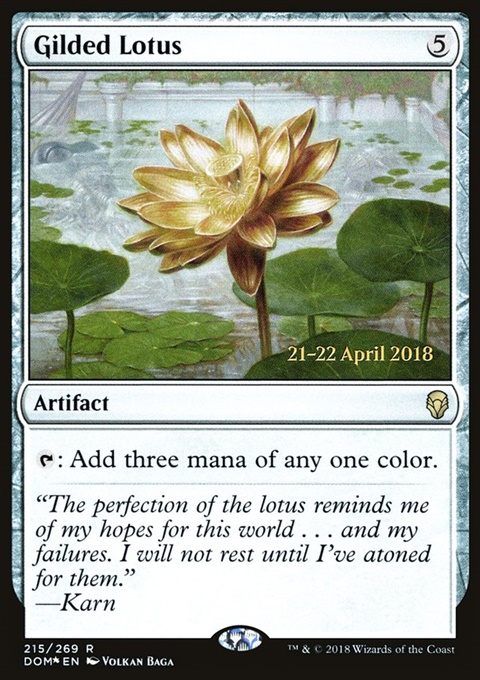 Gilded Lotus 5
21–22 April 2018
Artifact
: Add three mana of any one color.
“The perfection of the lotus reminds me
of my hopes for this world . . . and my
failures. I will not rest until I’ve atoned
for them.”
—Karn
215/269 R
DOM★EN Volkan Baga
™ & © 2018 Wizards of the Coast